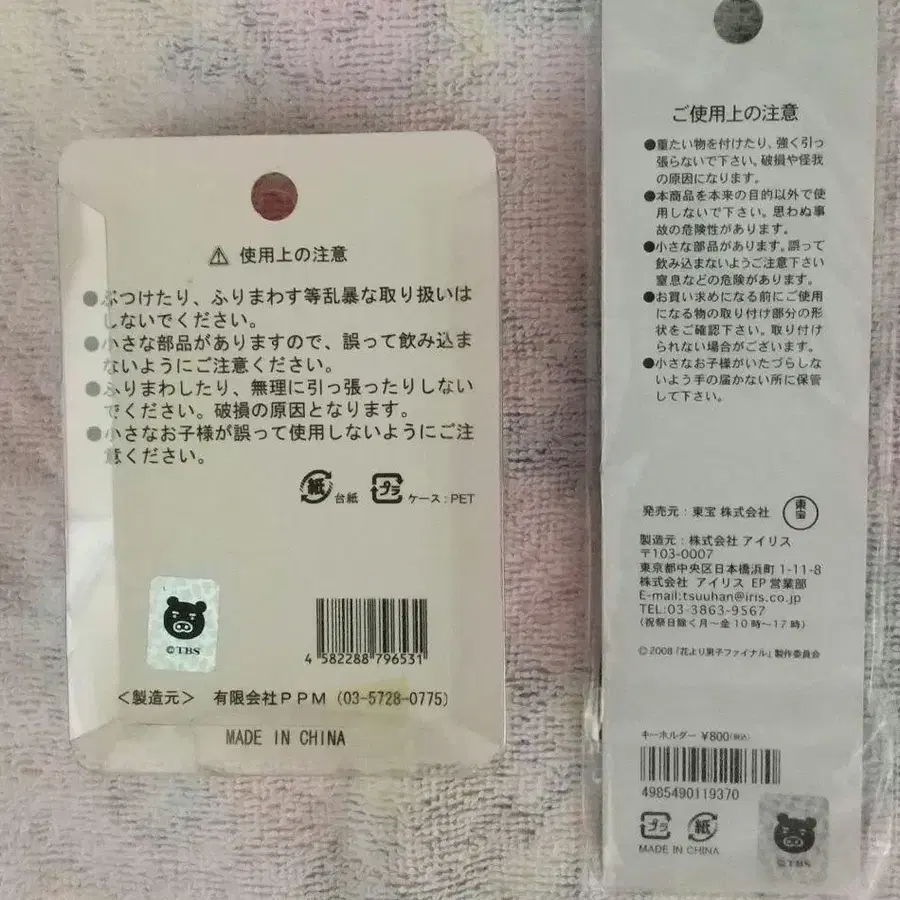 ⚠ 使用上の注意
●ぶつけたり、ふりまわす等乱暴な取り扱いは
しないでください。
●小さな部品がありますので、誤って飲み込ま
ないようにご注意ください。
●ふりまわしたり、無理に引っ張ったりしない
でください。破損の原因となります。
●小さなお子様が誤って使用しないようにご注
意ください。
紙 台紙 プラ ケース:PET
©TBS
4 582288 796531
<製造元> 有限会社PPM (03-5728-0775)
MADE IN CHINA
ご使用上の注意
●重たい物を付けたり、強く引っ
張らないで下さい。破損や怪我
の原因になります。
●本商品を本来の目的以外で使
用しないで下さい。思わぬ事
故の危険性があります。
●小さな部品があります。誤って
飲み込まないようご注意下さい
窒息などの危険があります。
●お買い求めになる前にご使用
になる物の取り付け部分の形
状をご確認下さい。取り付けら
れない場合がございます。
●小さなお子様がいたづらしな
いよう手の届かない所に保管
して下さい。
発売元:東宝 株式会社 東宝
製造元:株式会社 アイリス
〒103-0007
東京都中央区日本橋浜町 1-11-8
株式会社 アイリス EP営業部
E-mail:tsuuhan@iris.co.jp
TEL:03-3863-9567
(祝祭日除く月～金10時～17時)
©2008「花より男子ファイナル」製作委員会
キーホルダー ¥800(税込)
4985490119370
プラ 紙
MADE IN CHINA
©TBS